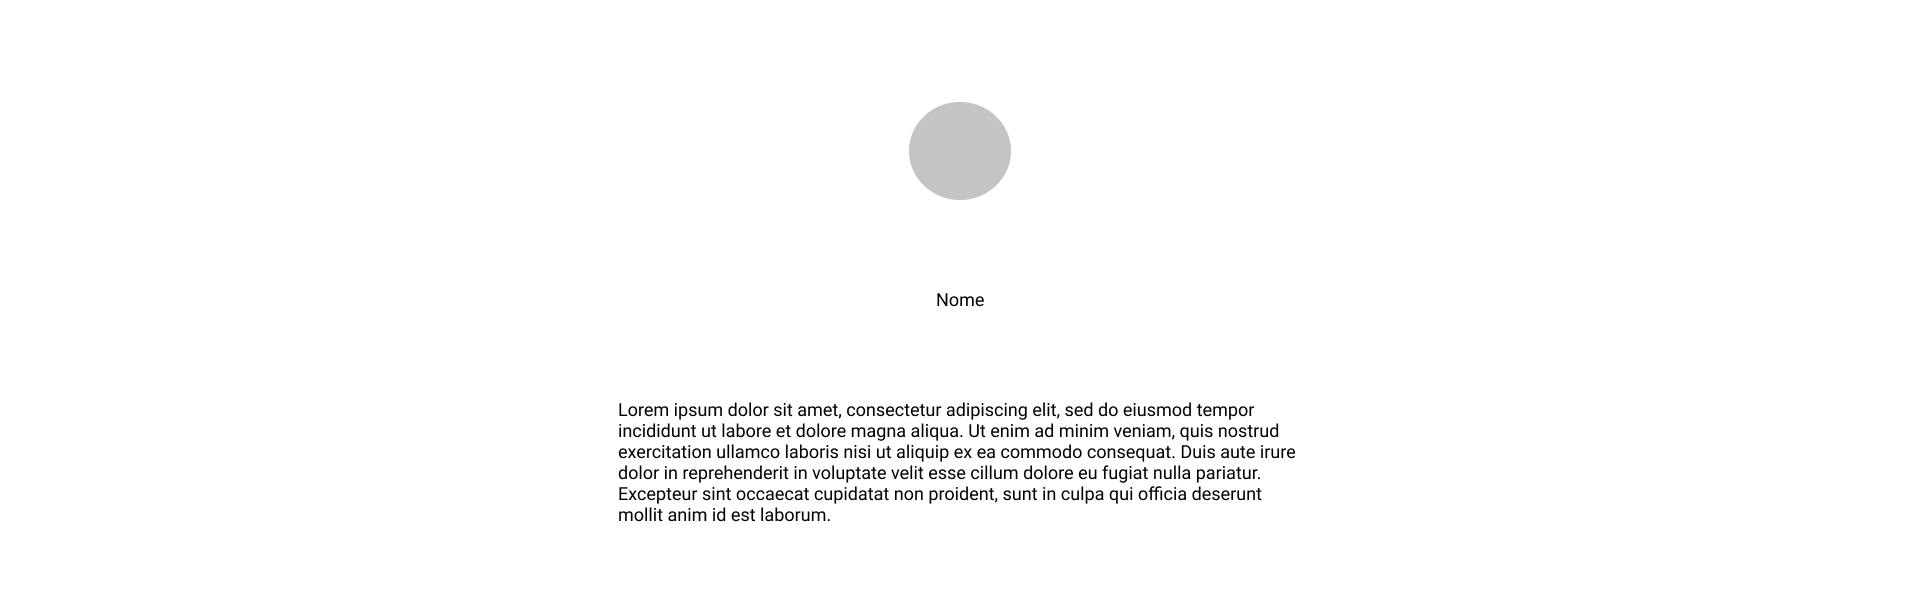 Nome
Lorem ipsum dolor sit amet, consectetur adipiscing elit, sed do eiusmod tempor
incididunt ut labore et dolore magna aliqua. Ut enim ad minim veniam, quis nostrud
exercitation ullamco laboris nisi ut aliquip ex ea commodo consequat. Duis aute irure
dolor in reprehenderit in voluptate velit esse cillum dolore eu fugiat nulla pariatur.
Excepteur sint occaecat cupidatat non proident, sunt in culpa qui officia deserunt
mollit anim id est laborum.